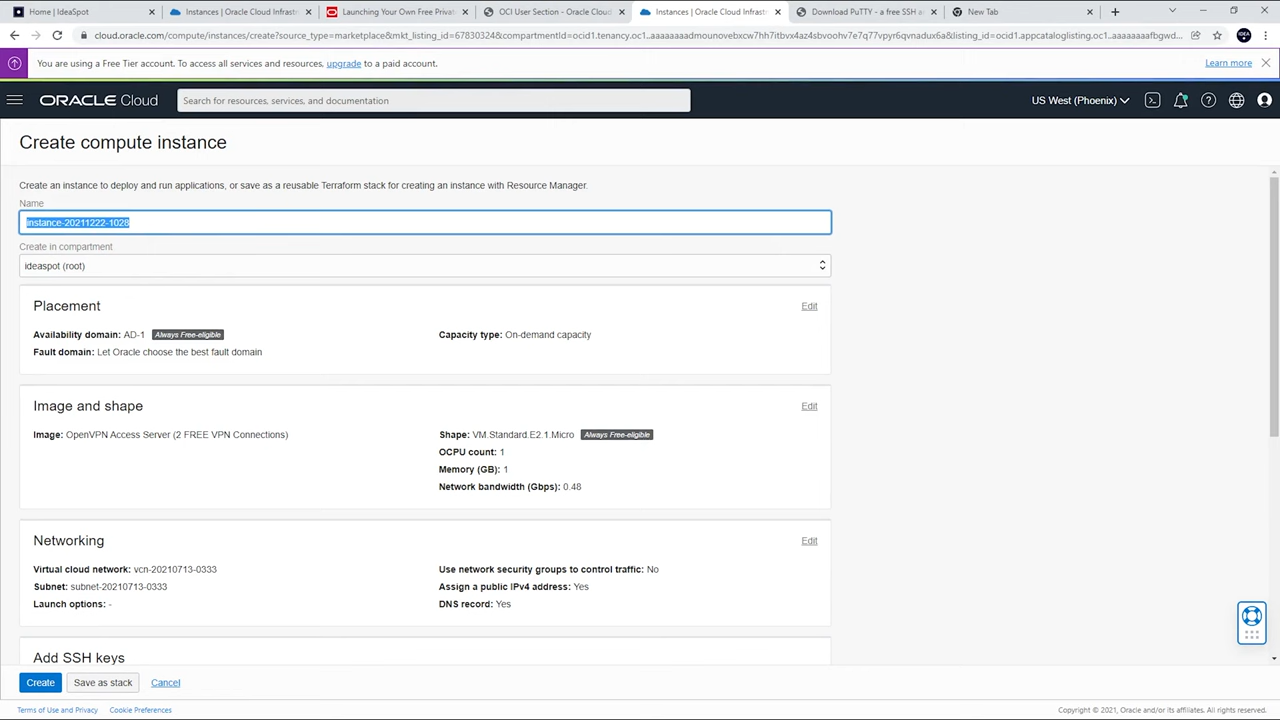 Home | IdeaSpot
Instances | Oracle Cloud Infrast
Launching Your Own Free Privat
OCI User Section - Oracle Cloud
Instances | Oracle Cloud Infrast
Download PuTTY - a free SSH a
New Tab
cloud.oracle.com/compute/instances/create?source_type=marketplace&mkt_listing_id=67830324&compartmentId=ocid1.tenancy.oc1..aaaaaaaadmounovebxcw7hh7itbvx4az4sbvoohv7e7q77vpyr6qvnadux6a&listing_id=ocid1.appcataloglisting.oc1..aaaaaaaafbgwd...
IDEA
You are using a Free Tier account. To access all services and resources, upgrade to a paid account.
Learn more
ORACLE Cloud
Search for resources, services, and documentation
US West (Phoenix)
Create compute instance
Create an instance to deploy and run applications, or save as a reusable Terraform stack for creating an instance with Resource Manager.
Name
instance-20211222-1028
Create in compartment
ideaspot (root)
Placement
Edit
Availability domain: AD-1 Always Free-eligible
Capacity type: On-demand capacity
Fault domain: Let Oracle choose the best fault domain
Image and shape
Edit
Image: OpenVPN Access Server (2 FREE VPN Connections)
Shape: VM.Standard.E2.1.Micro Always Free-eligible
OCPU count: 1
Memory (GB): 1
Network bandwidth (Gbps): 0.48
Networking
Edit
Virtual cloud network: vcn-20210713-0333
Use network security groups to control traffic: No
Subnet: subnet-20210713-0333
Assign a public IPv4 address: Yes
Launch options: -
DNS record: Yes
Add SSH keys
Create
Save as stack
Cancel
Terms of Use and Privacy
Cookie Preferences
Copyright © 2021, Oracle and/or its affiliates. All rights reserved.